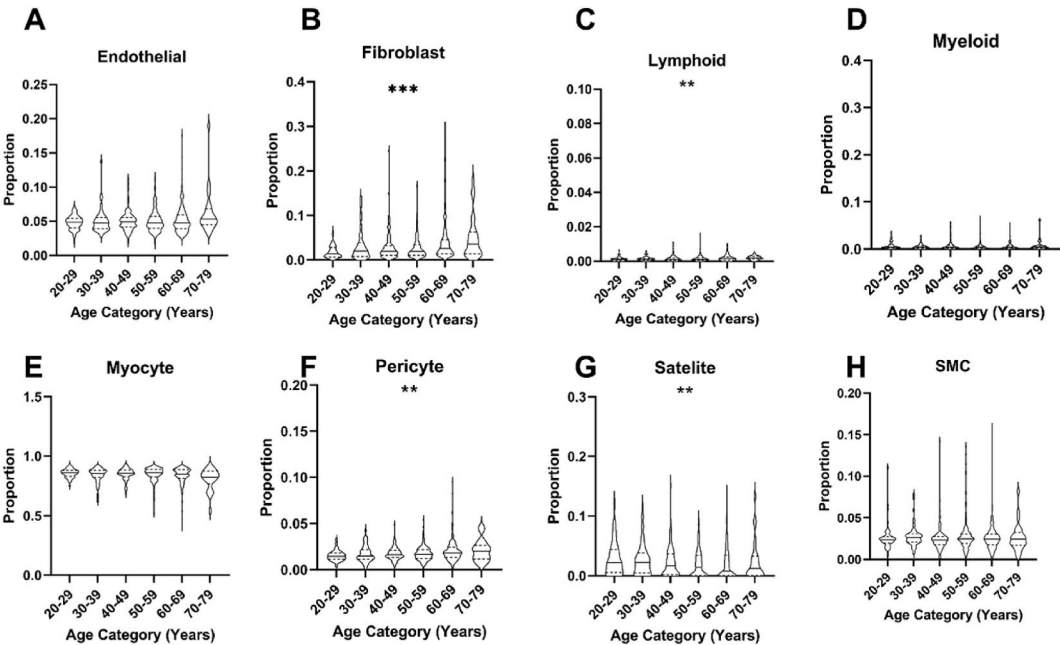 A
Endothelial
Proportion
0.25
0.20
0.15
0.10
0.05
0.00
20-29
30-39
40-49
50-59
60-69
70-79
Age Category (Years)
B
Fibroblast
***
Proportion
0.4
0.3
0.2
0.1
0.0
20-29
30-39
40-49
50-59
60-69
70-79
Age Category (Years)
C
Lymphoid
**
Proportion
0.10
0.08
0.06
0.04
0.02
0.00
20-29
30-39
40-49
50-59
60-69
70-79
Age Category (Years)
D
Myeloid
Proportion
0.4
0.3
0.2
0.1
0.0
20-29
30-39
40-49
50-59
60-69
70-79
Age Category (Years)
E
Myocyte
Proportion
1.5
1.0
0.5
0.0
20-29
30-39
40-49
50-59
60-69
70-79
Age Category (Years)
F
Pericyte
**
Proportion
0.20
0.15
0.10
0.05
0.00
20-29
30-39
40-49
50-59
60-69
70-79
Age Category (Years)
G
Satelite
**
Proportion
0.3
0.2
0.1
0.0
20-29
30-39
40-49
50-59
60-69
70-79
Age Category (Years)
H
SMC
Proportion
0.20
0.15
0.10
0.05
0.00
20-29
30-39
40-49
50-59
60-69
70-79
Age Category (Years)